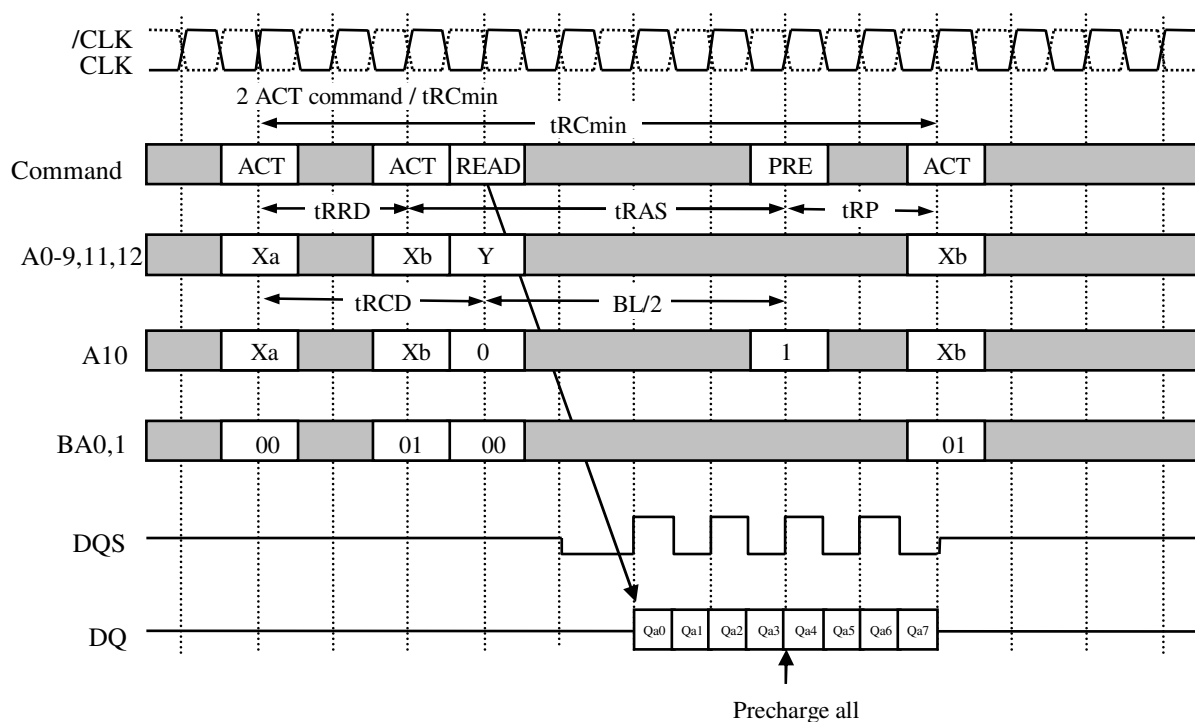 /CLK
CLK
2 ACT command / tRCmin
tRCmin
Command
ACT ACT READ PRE ACT
tRRD tRAS tRP
A0-9,11,12
Xa Xb Y Xb
tRCD BL/2
A10
Xa Xb 0 1 Xb
BA0,1
00 01 00 01
DQS
DQ
Qa0 Qa1 Qa2 Qa3 Qa4 Qa5 Qa6 Qa7
Precharge all